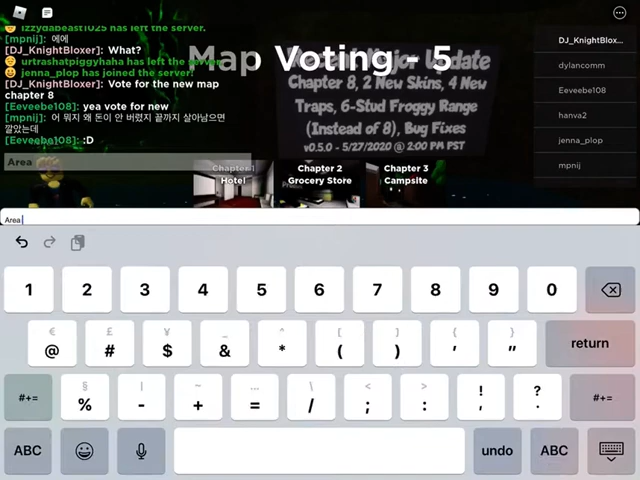 izzydabeast1025 has left the server.
[mpnij]: 에에
[DJ_KnightBloxer]: What?
urtrashatpiggyhaha has left the server.
jenna_plop has joined the server!
[DJ_KnightBloxer]: Vote for the new map
chapter 8
[Eeveebe108]: yea vote for new
[mpnij]: 어 뭐지 왜 돈이 안 버렸지 끝까지 살아남으면
깔았는데
[Eeveebe108]: :D
Area
Map Voting - 5
Major Update
Chapter 8, 2 New Skins, 4 New
Traps, 6-Stud Froggy Range
(Instead of 8), Bug Fixes
v0.5.0 - 5/27/2020 @ 2:00 PM PST
Chapter 1
Hotel
Chapter 2
Grocery Store
Chapter 3
Campsite
DJ_KnightBlox...
dylancomm
Eeveebe108
hanva2
jenna_plop
mpnij
Area
1 2 3 4 5 6 7 8 9 0
€ £ ¥ _ ^ [ ] { }
@ # $ & * ( ) ' " return
§ | ~ … \ < > ! ?
#+= % - + = / ; : , . #+=
ABC undo ABC